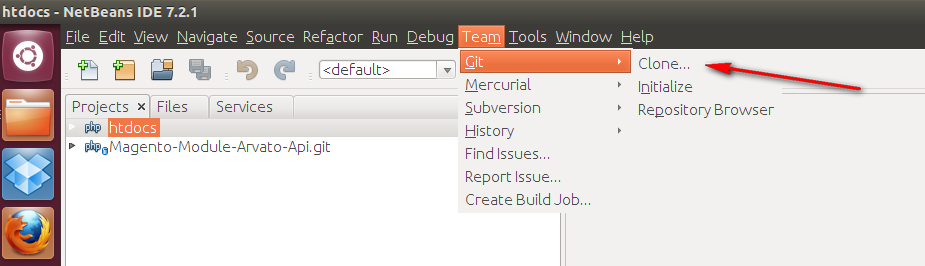 htdocs - NetBeans IDE 7.2.1
File Edit View Navigate Source Refactor Run Debug Team Tools Window Help
<default>
Git
Clone...
Mercurial
Initialize
Subversion
Repository Browser
History
Find Issues...
Report Issue...
Create Build Job...
Projects × Files Services
php htdocs
php Magento-Module-Arvato-Api.git